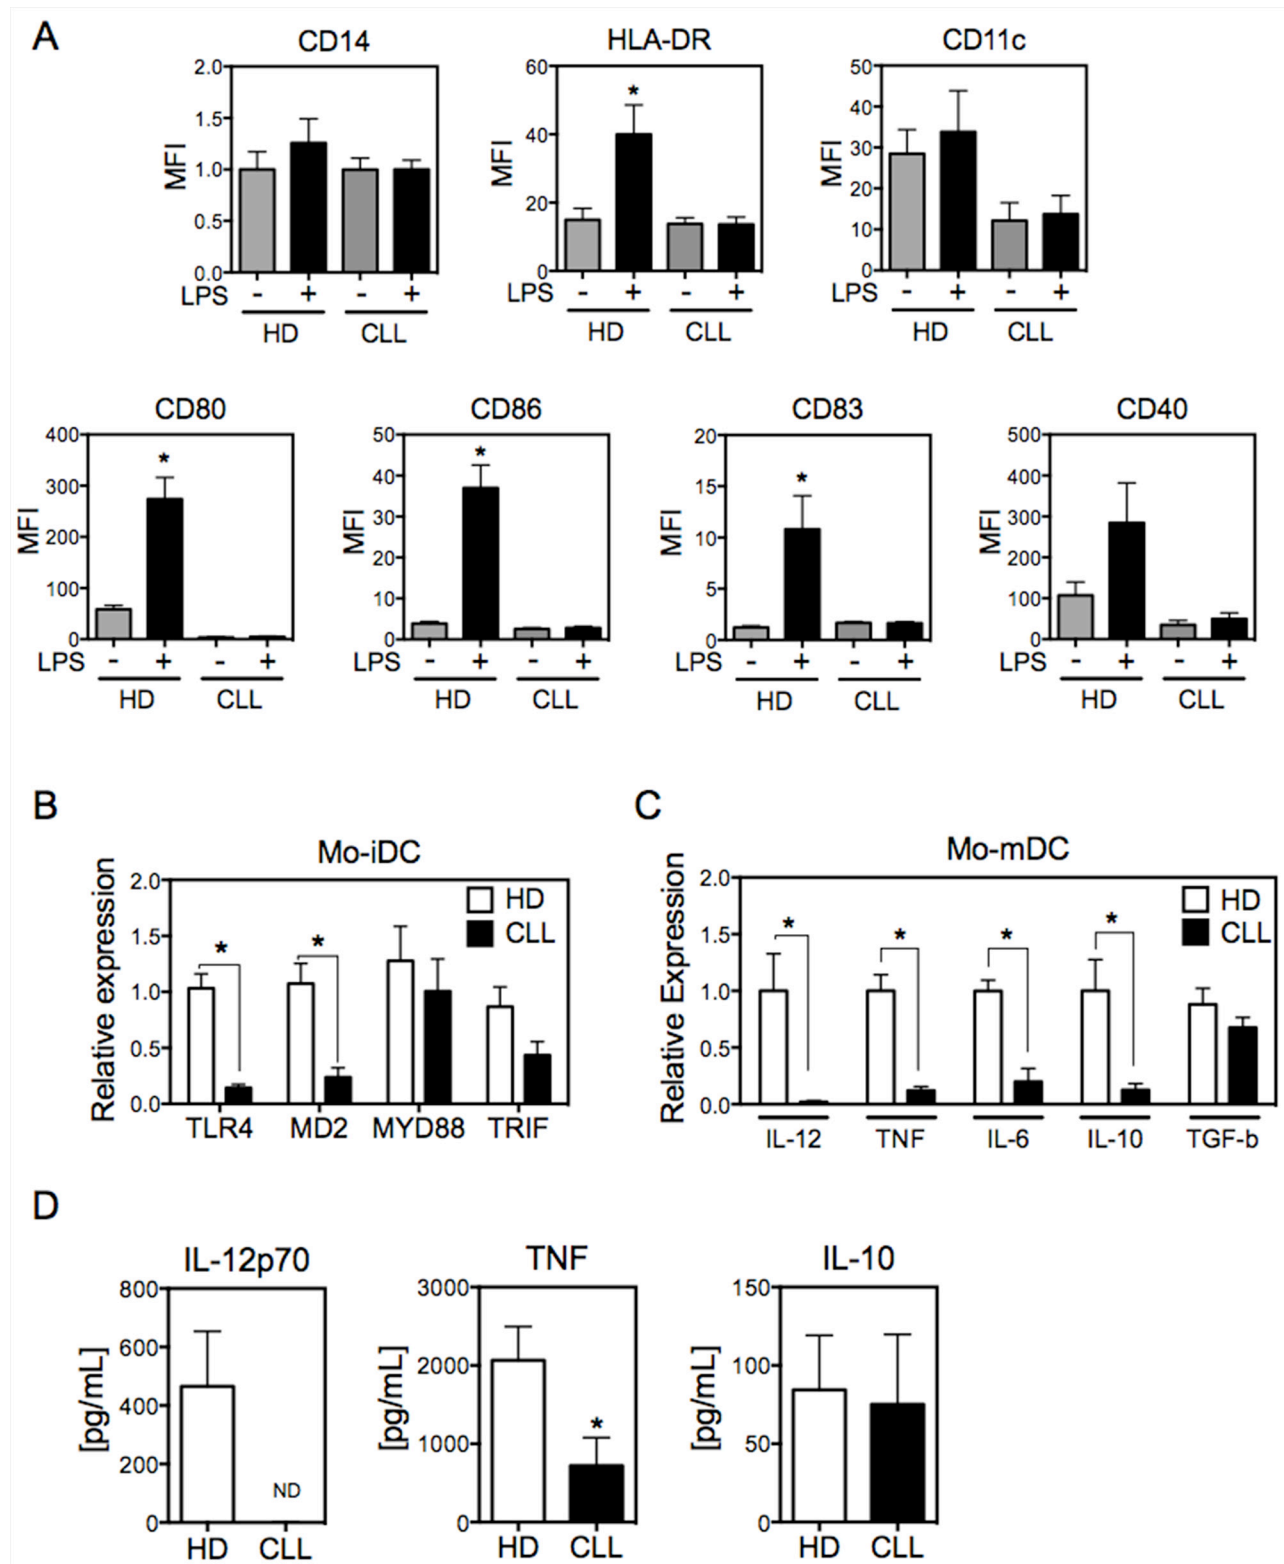 A
CD14
HLA-DR
CD11c
MFI
2.0
1.5
1.0
0.5
0.0
MFI
60
*
40
20
0
MFI
50
40
30
20
10
0
LPS - + - +
LPS - + - +
LPS - + - +
HD CLL
HD CLL
HD CLL
CD80
CD86
CD83
CD40
MFI
400
*
300
200
100
0
MFI
50
*
40
30
20
10
0
MFI
20
*
15
10
5
0
MFI
500
400
300
200
100
0
LPS - + - +
LPS - + - +
LPS - + - +
LPS - + - +
HD CLL
HD CLL
HD CLL
HD CLL
B
Mo-iDC
Relative expression
2.0
1.5
1.0
0.5
0.0
HD
CLL
* *
TLR4 MD2 MYD88 TRIF
C
Mo-mDC
Relative Expression
2.0
1.5
1.0
0.5
0.0
HD
CLL
* * * *
IL-12 TNF IL-6 IL-10 TGF-b
D
IL-12p70
[pg/mL]
800
600
400
200
0
ND
HD CLL
TNF
[pg/mL]
3000
2000
1000
0
*
HD CLL
IL-10
[pg/mL]
150
100
50
0
HD CLL